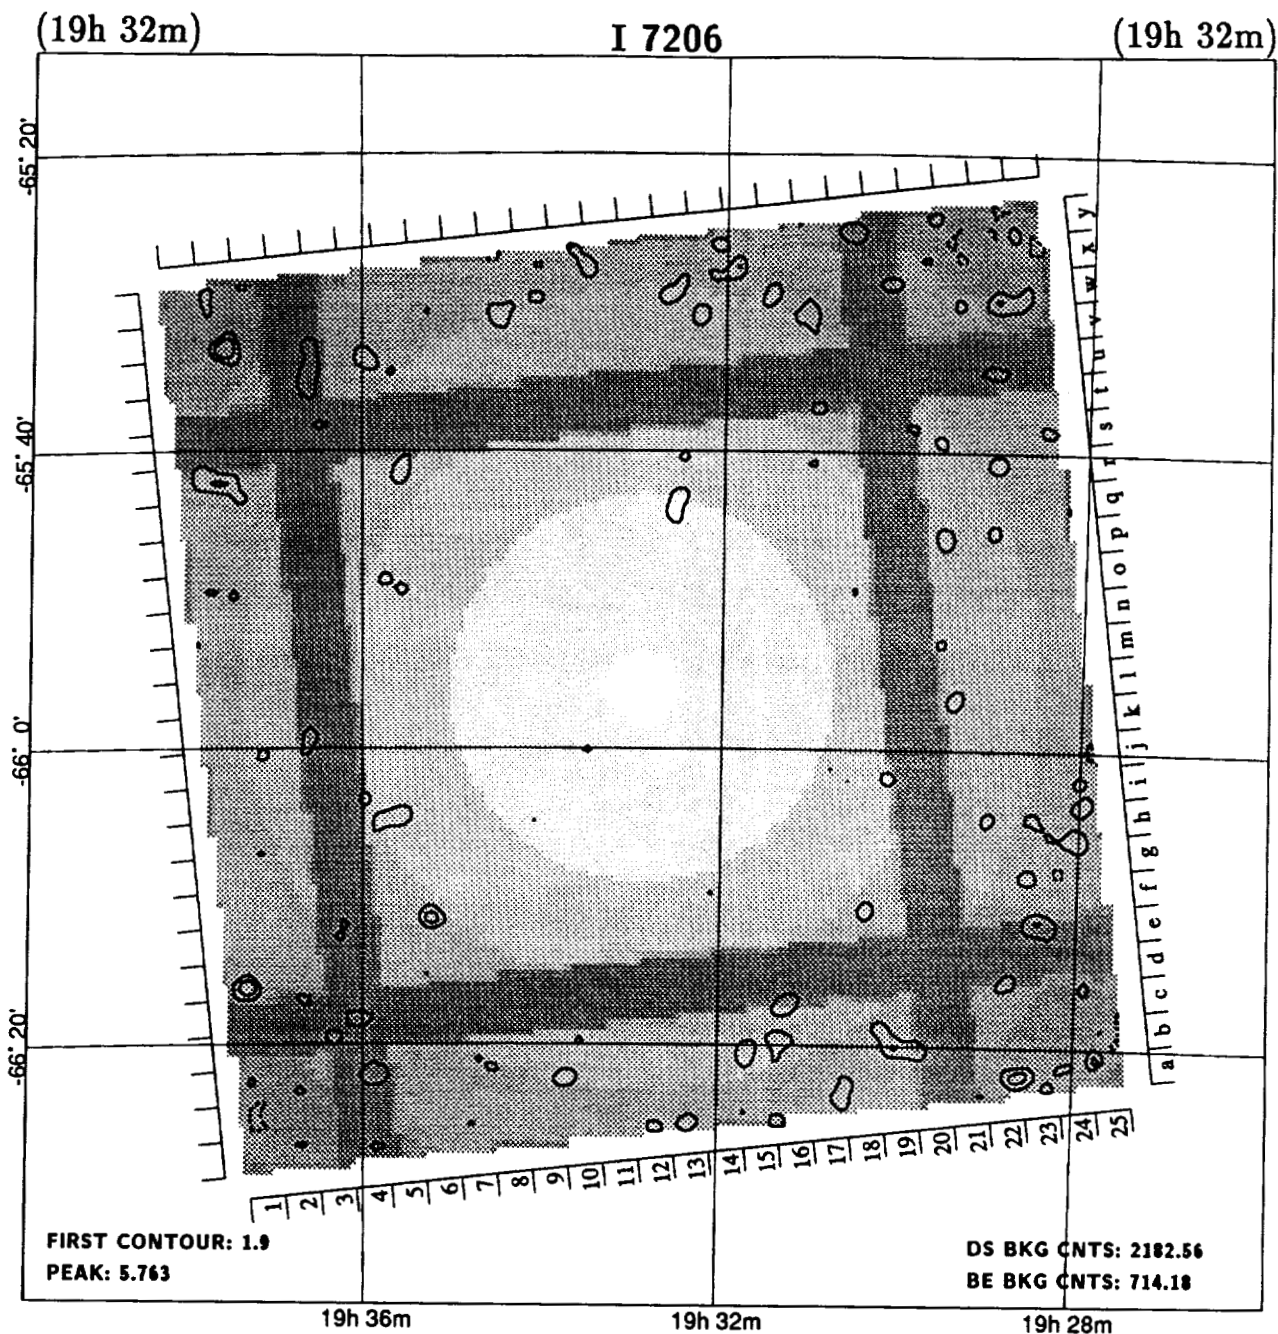 (19h 32m) I 7206 (19h 32m)
-65° 20'
-65° 40'
-66° 0'
-66° 20'
y
x
w
v
u
t
s
r
q
p
o
n
m
l
k
j
i
h
g
f
e
d
c
b
a
1 2 3 4 5 6 7 8 9 10 11 12 13 14 15 16 17 18 19 20 21 22 23 24 25
FIRST CONTOUR: 1.9
PEAK: 5.763
DS BKG CNTS: 2182.56
BE BKG CNTS: 714.18
19h 36m 19h 32m 19h 28m